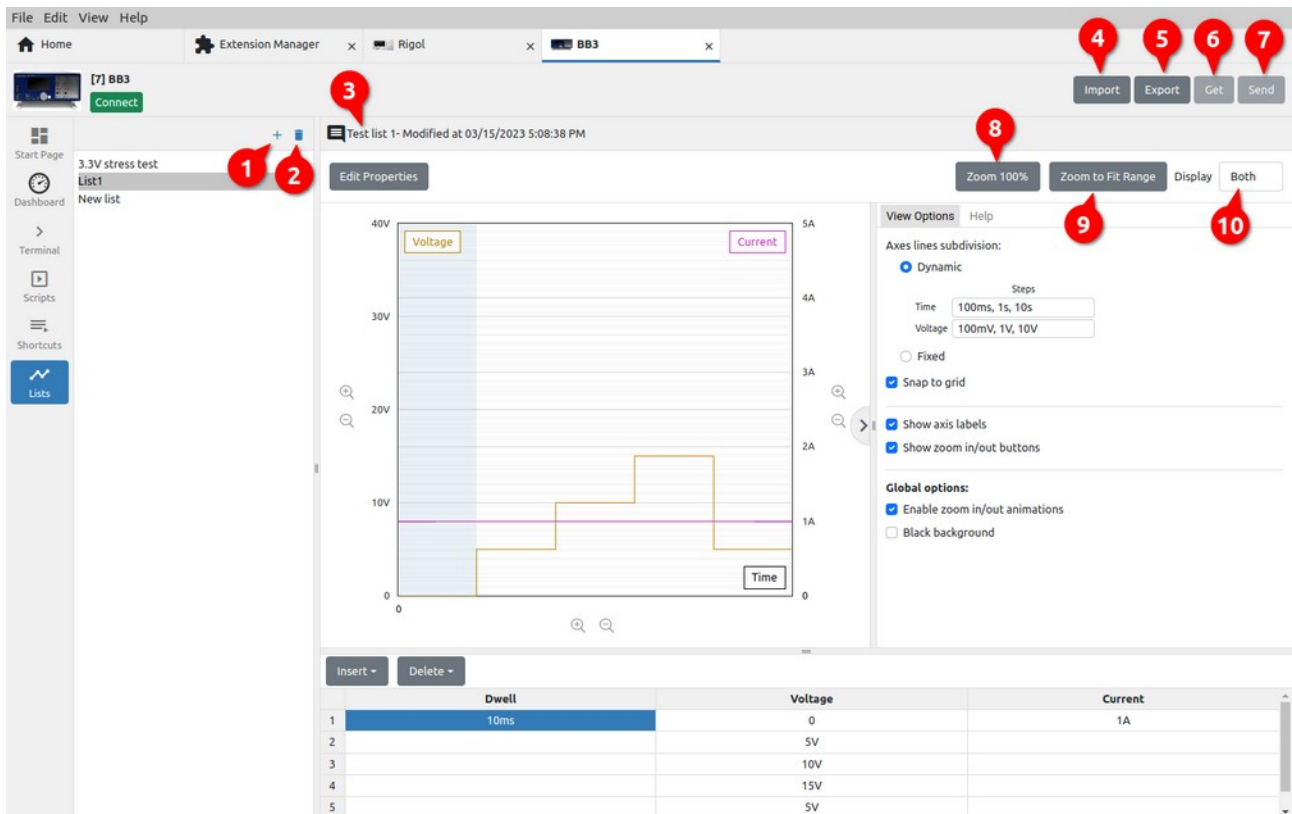 File Edit View Help
Home Extension Manager x Rigol x BB3 x
4 5 6 7
[7] BB3
Connect
Import Export Get Send
3
Test list 1- Modified at 03/15/2023 5:08:38 PM
8
1 2
Start Page
3.3V stress test
List1
New list
Edit Properties
Zoom 100% Zoom to Fit Range Display Both
9 10
Dashboard
Terminal
Scripts
Shortcuts
Lists
40V 5A
Voltage Current
4A
30V
3A
20V
2A
10V
1A
Time
0 0
0
View Options Help
Axes lines subdivision:
Dynamic
Steps
Time 100ms, 1s, 10s
Voltage 100mV, 1V, 10V
Fixed
Snap to grid
Show axis labels
Show zoom in/out buttons
Global options:
Enable zoom in/out animations
Black background
Insert Delete
Dwell Voltage Current
1 10ms 0 1A
2 5V
3 10V
4 15V
5 5V